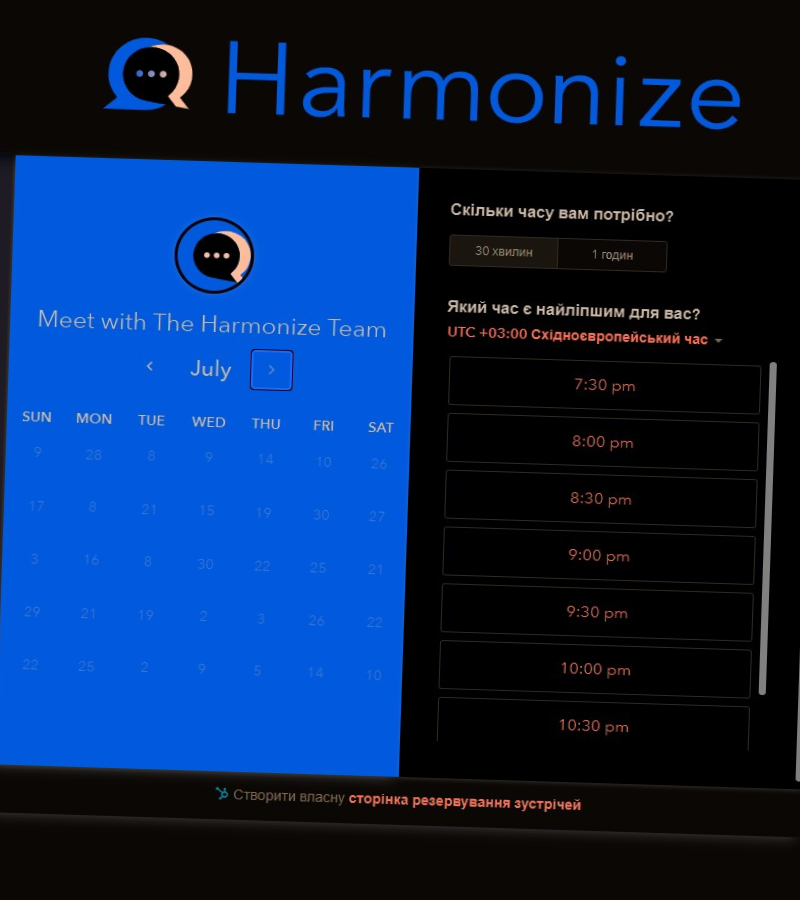 Harmonize
Meet with The Harmonize Team
July
SUN MON TUE WED THU FRI SAT
9 28 8 9 14 10 26
17 8 21 15 19 30 27
3 16 8 30 22 25 21
29 21 19 2 3 26 22
22 25 2 9 5 14 10
Скільки часу вам потрібно?
30 хвилин 1 годин
Який час є найліпшим для вас?
UTC +03:00 Східноєвропейський час
7:30 pm
8:00 pm
8:30 pm
9:00 pm
9:30 pm
10:00 pm
10:30 pm
Створити власну сторінка резервування зустрічей